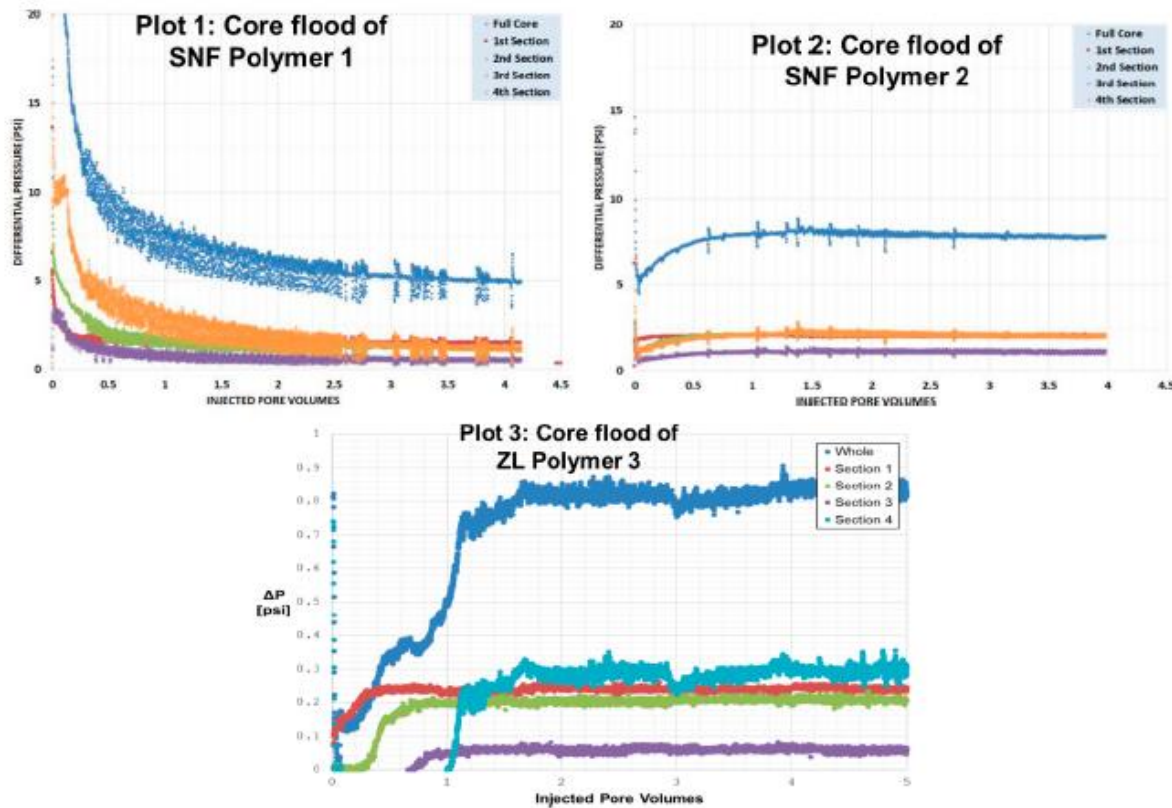 Plot 1: Core flood of
SNF Polymer 1
Full Core
1st Section
2nd Section
3rd Section
4th Section
DIFFERENTIAL PRESSURE (PSI)
20
15
10
5
0
0 0.5 1 1.5 2 2.5 3 3.5 4 4.5
INJECTED PORE VOLUMES
Plot 2: Core flood of
SNF Polymer 2
Full Core
1st Section
2nd Section
3rd Section
4th Section
DIFFERENTIAL PRESSURE (PSI)
20
15
10
5
0
0 0.5 1 1.5 2 2.5 3 3.5 4 4.5
INJECTED PORE VOLUMES
Plot 3: Core flood of
ZL Polymer 3
Whole
Section 1
Section 2
Section 3
Section 4
ΔP
[psi]
1
0.9
0.8
0.7
0.6
0.5
0.4
0.3
0.2
0.1
0
0 1 2 3 4 5
Injected Pore Volumes